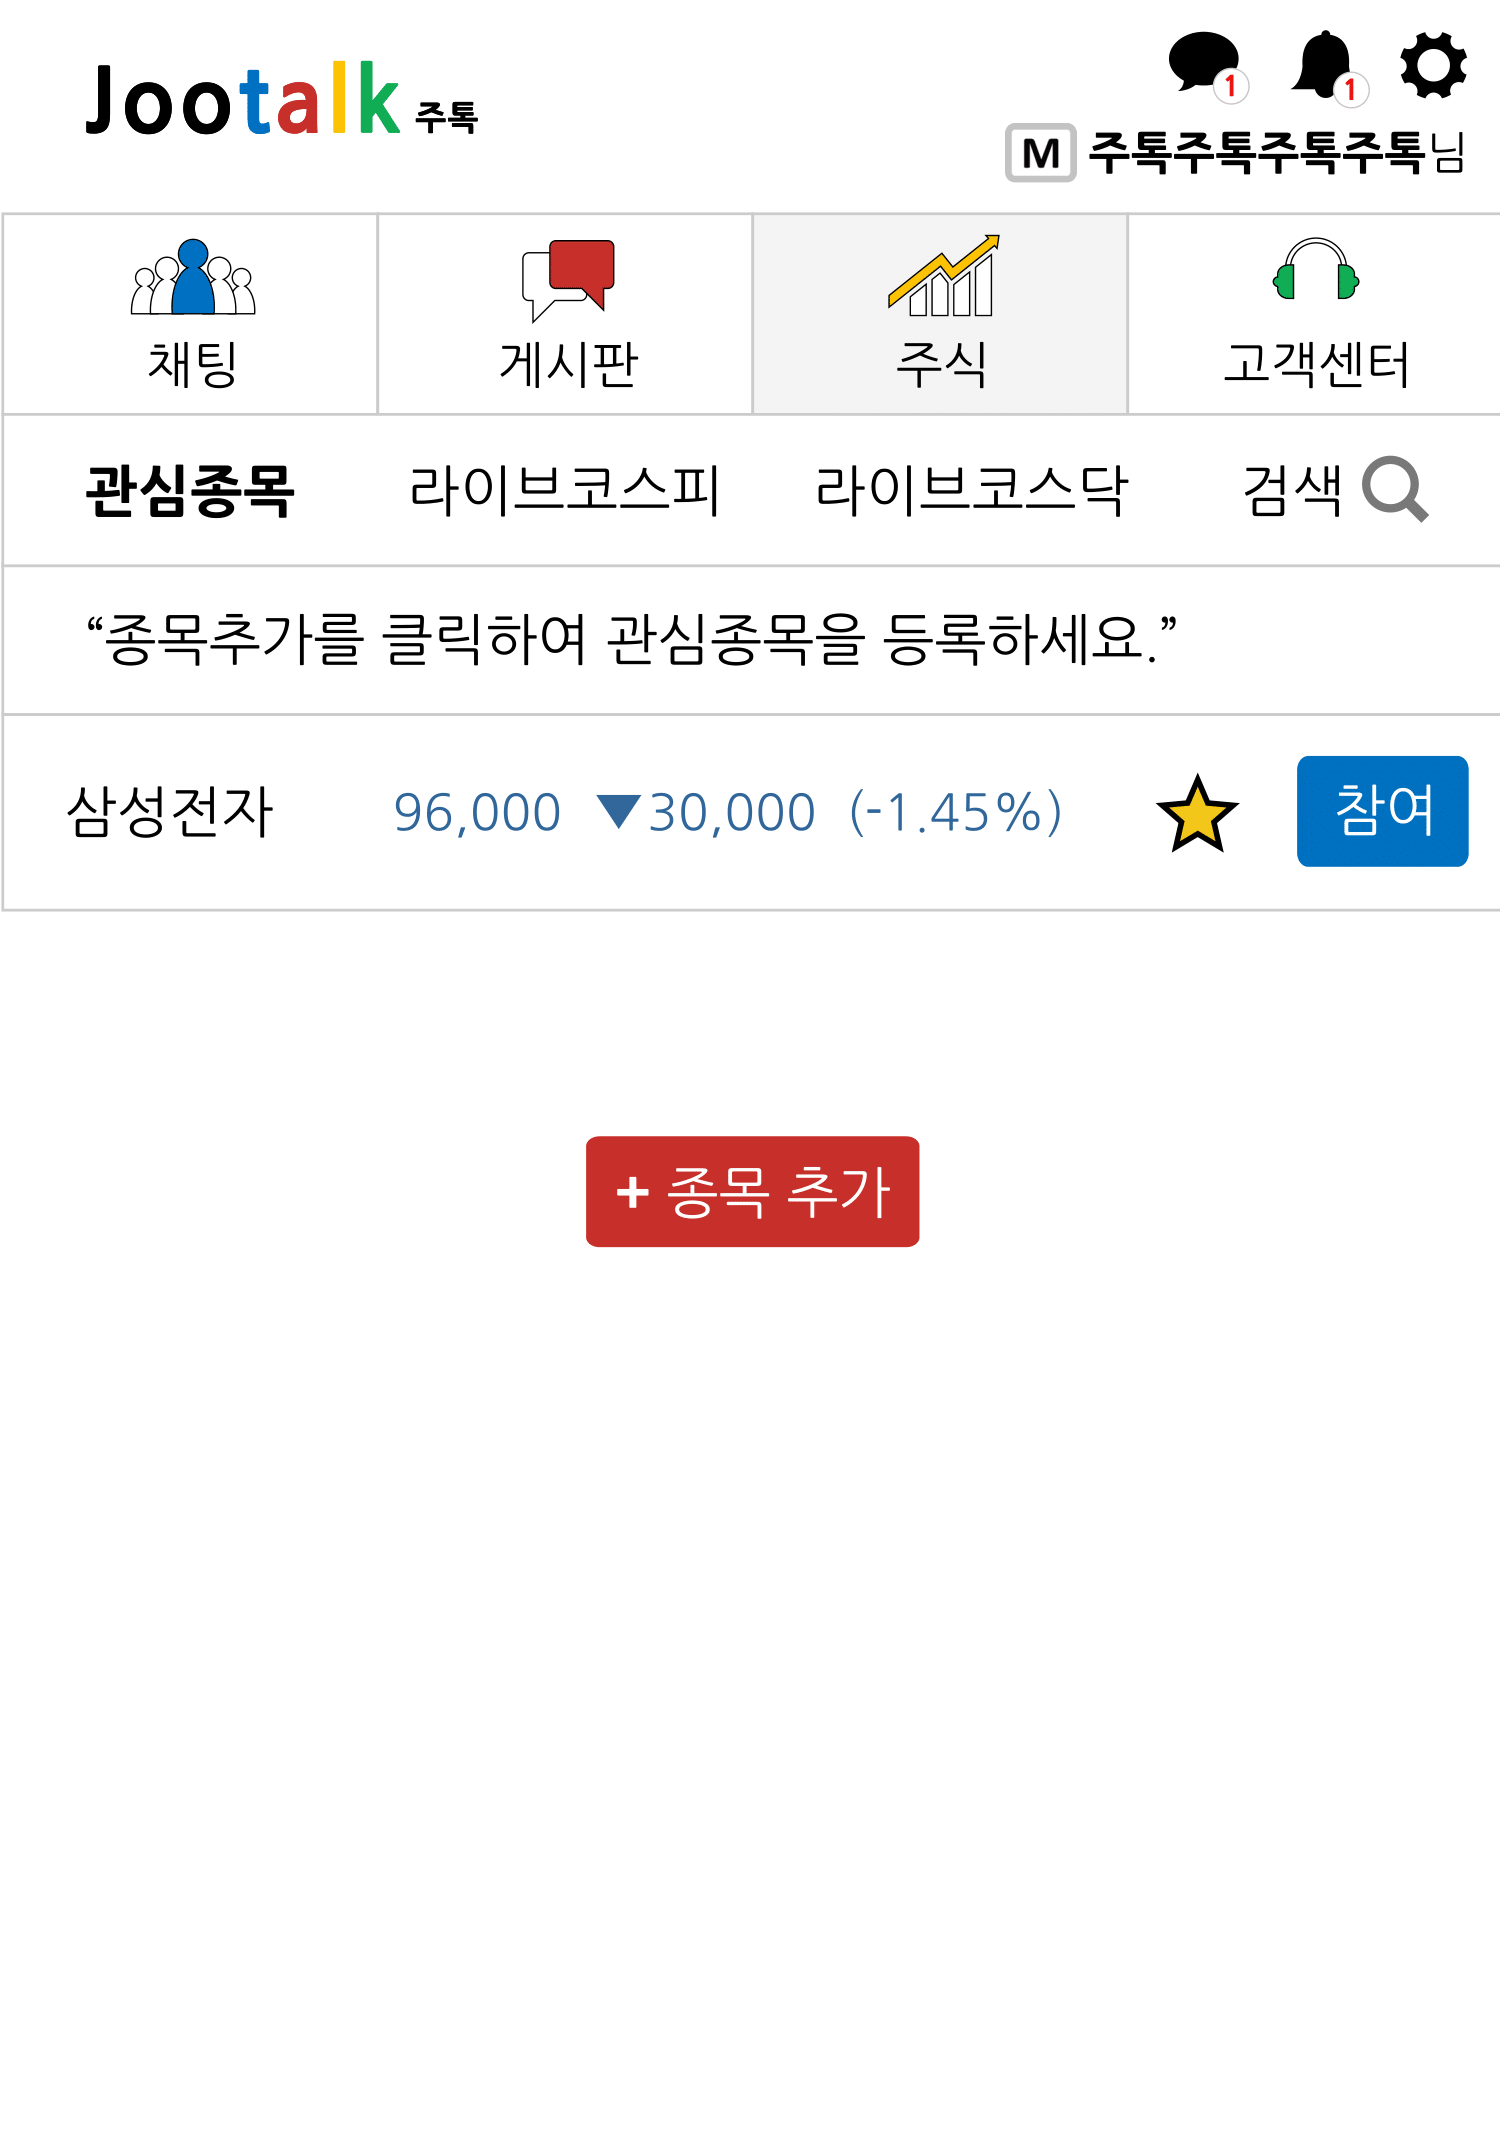 Jootalk 주톡
1 1
M 주톡주톡주톡주톡님
채팅 게시판 주식 고객센터
관심종목 라이브코스피 라이브코스닥 검색
“종목추가를 클릭하여 관심종목을 등록하세요.”
삼성전자 96,000 ▼30,000 (-1.45%) 참여
+ 종목 추가